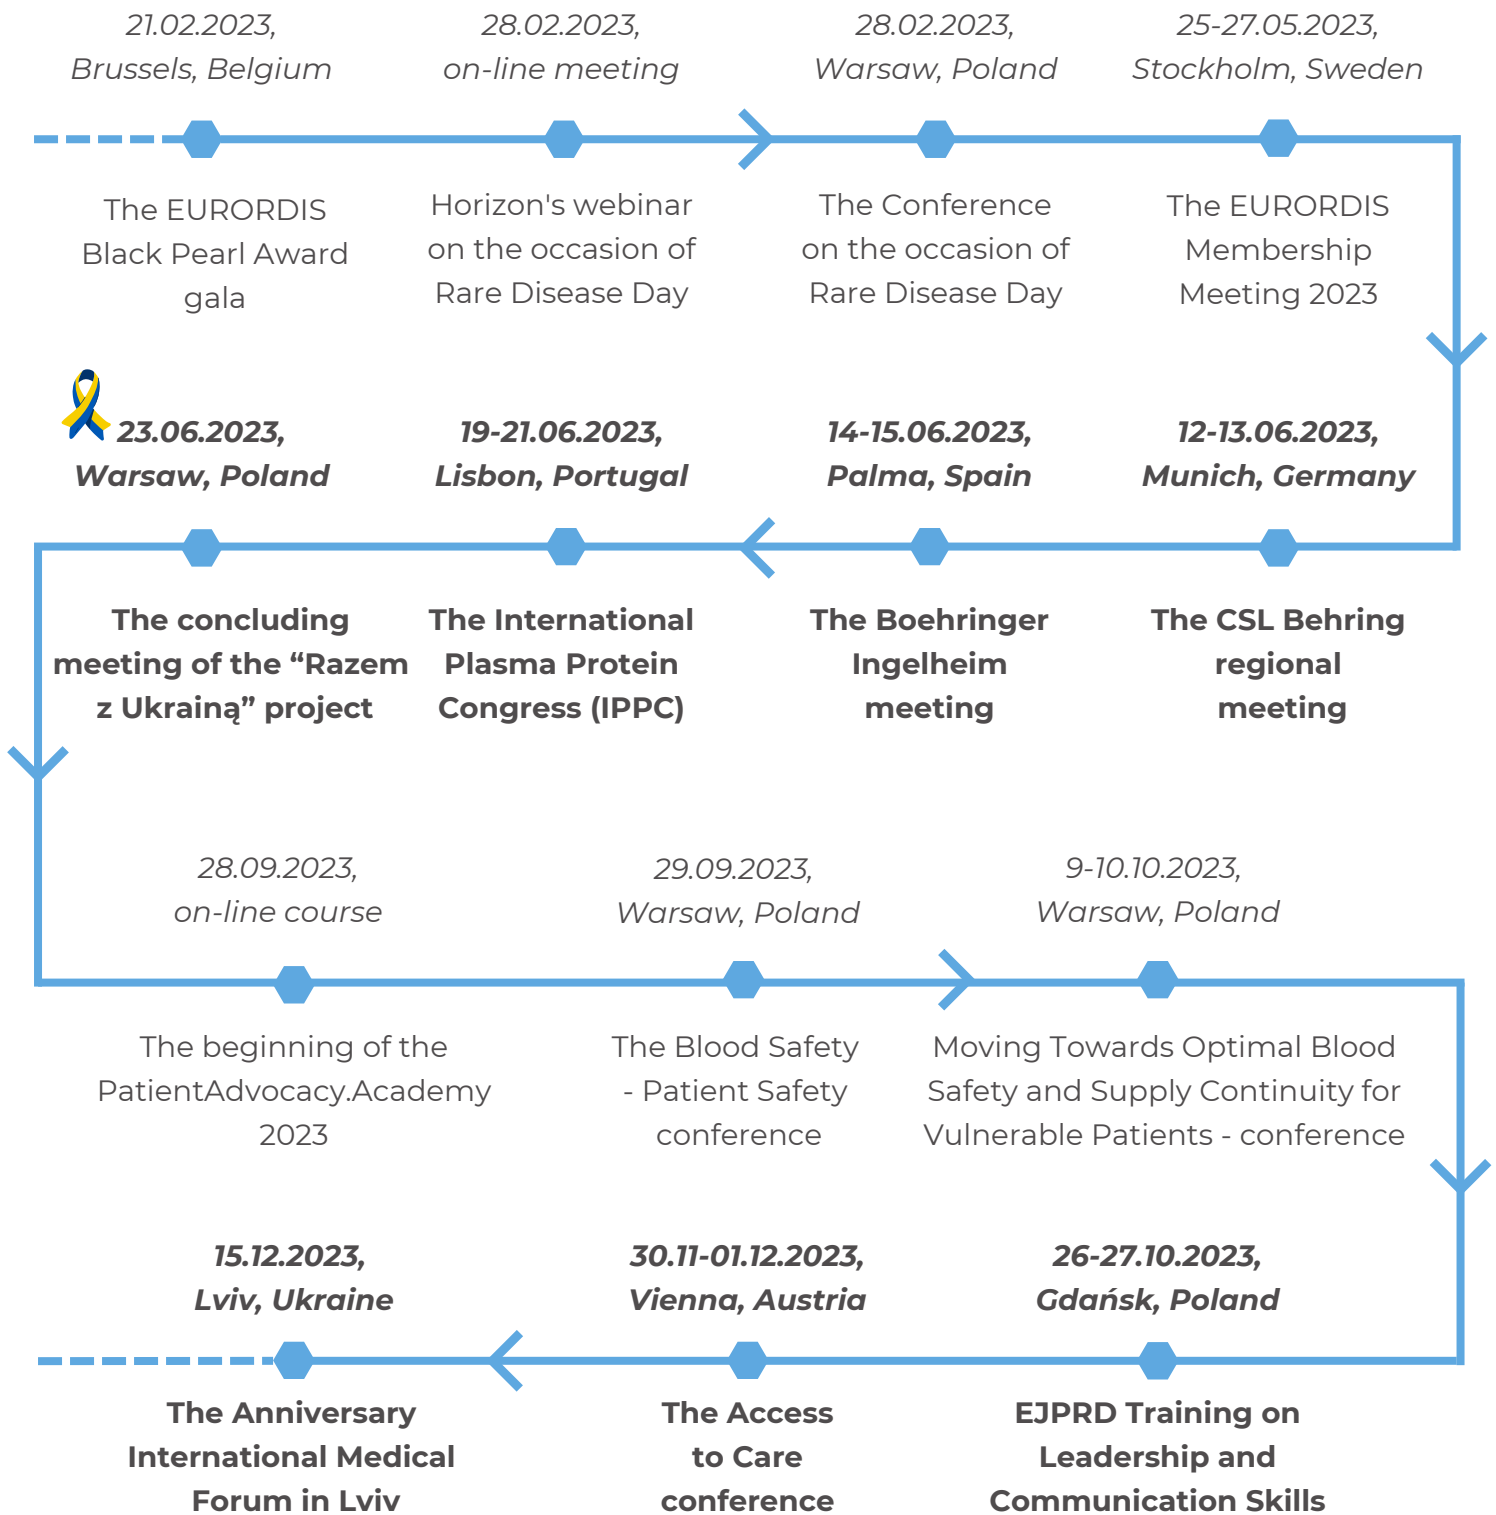 21.02.2023,
Brussels, Belgium
The EURORDIS
Black Pearl Award
gala
28.02.2023,
on-line meeting
Horizon's webinar
on the occasion of
Rare Disease Day
28.02.2023,
Warsaw, Poland
The Conference
on the occasion of
Rare Disease Day
25-27.05.2023,
Stockholm, Sweden
The EURORDIS
Membership
Meeting 2023
12-13.06.2023,
Munich, Germany
The CSL Behring
regional
meeting
14-15.06.2023,
Palma, Spain
The Boehringer
Ingelheim
meeting
19-21.06.2023,
Lisbon, Portugal
The International
Plasma Protein
Congress (IPPC)
23.06.2023,
Warsaw, Poland
The concluding
meeting of the “Razem
z Ukrainą” project
28.09.2023,
on-line course
The beginning of the
PatientAdvocacy.Academy
2023
29.09.2023,
Warsaw, Poland
The Blood Safety
- Patient Safety
conference
9-10.10.2023,
Warsaw, Poland
Moving Towards Optimal Blood
Safety and Supply Continuity for
Vulnerable Patients - conference
26-27.10.2023,
Gdańsk, Poland
EJPRD Training on
Leadership and
Communication Skills
30.11-01.12.2023,
Vienna, Austria
The Access
to Care
conference
15.12.2023,
Lviv, Ukraine
The Anniversary
International Medical
Forum in Lviv